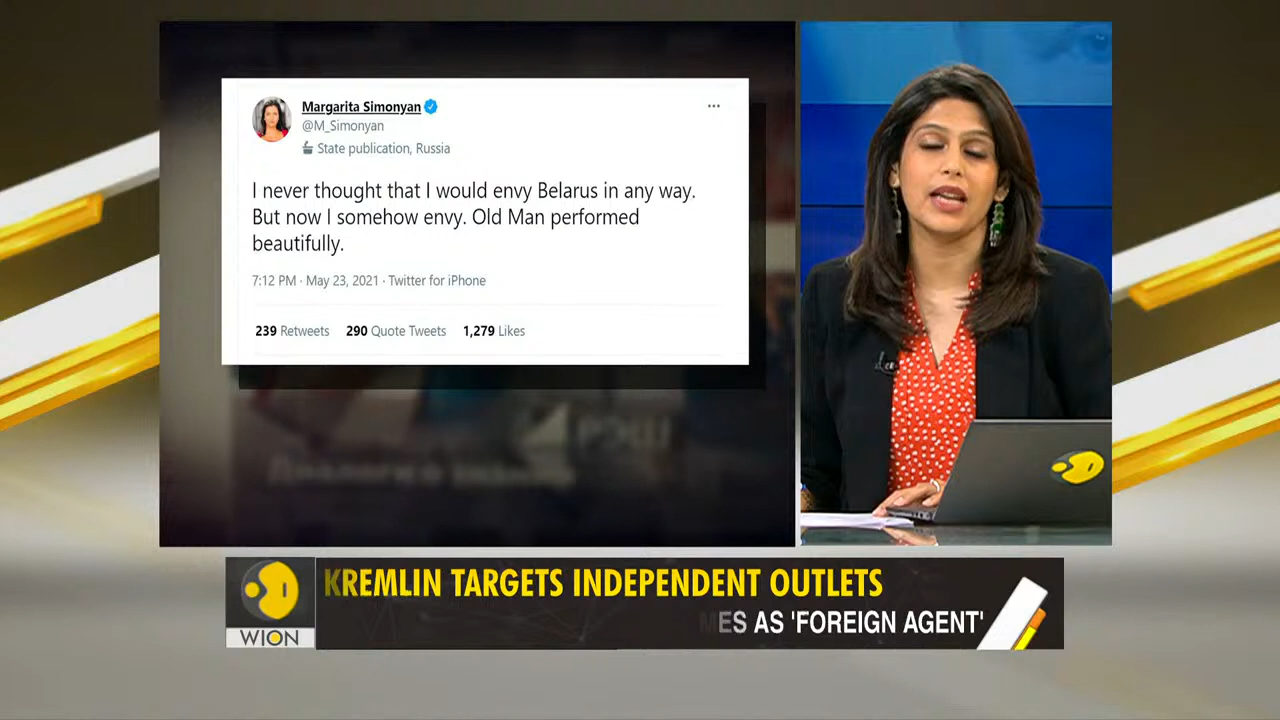 Margarita Simonyan
@M_Simonyan
State publication, Russia
I never thought that I would envy Belarus in any way.
But now I somehow envy. Old Man performed
beautifully.
7:12 PM · May 23, 2021 · Twitter for iPhone
239 Retweets 290 Quote Tweets 1,279 Likes
РЭШ
KREMLIN TARGETS INDEPENDENT OUTLETS
ES AS 'FOREIGN AGENT'
WION